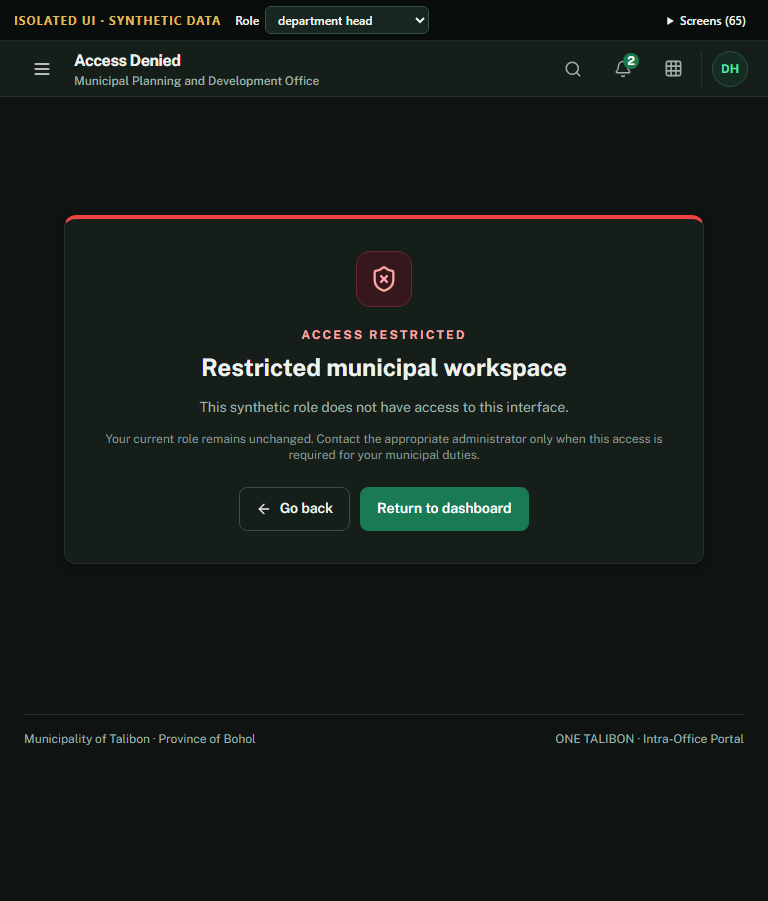 ISOLATED UI · SYNTHETIC DATA Role department head ▶ Screens (65)
Access Denied
Municipal Planning and Development Office
2
DH
ACCESS RESTRICTED
Restricted municipal workspace
This synthetic role does not have access to this interface.
Your current role remains unchanged. Contact the appropriate administrator only when this access is
required for your municipal duties.
← Go back Return to dashboard
Municipality of Talibon · Province of Bohol ONE TALIBON · Intra-Office Portal